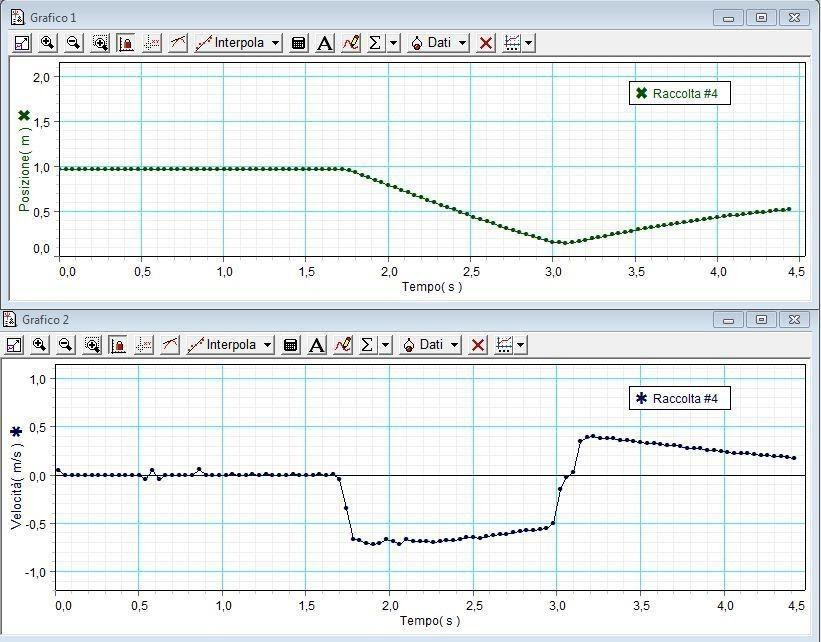 Grafico 1
Interpola
A
Σ
Dati
Raccolta #4
Posizione( m )
2,0
1,5
1,0
0,5
0,0
0,0 0,5 1,0 1,5 2,0 2,5 3,0 3,5 4,0 4,5
Tempo( s )
Grafico 2
Interpola
A
Σ
Dati
Raccolta #4
Velocità( m/s )
1,0
0,5
0,0
-0,5
-1,0
0,0 0,5 1,0 1,5 2,0 2,5 3,0 3,5 4,0 4,5
Tempo( s )